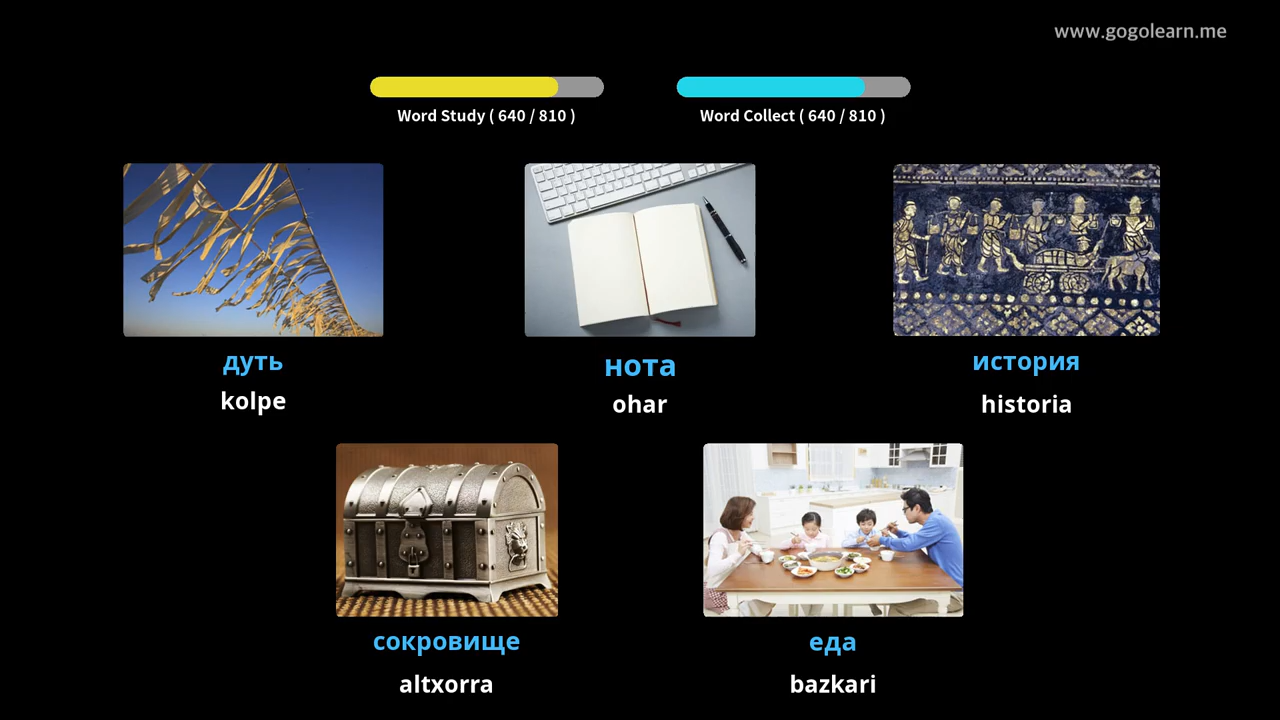 www.gogolearn.me
Word Study ( 640 / 810 )
Word Collect ( 640 / 810 )
дуть
kolpe
нота
ohar
история
historia
сокровище
altxorra
еда
bazkari